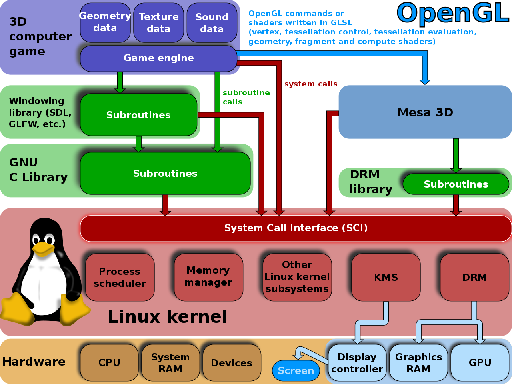 3D
computer
game
Geometry
data
Texture
data
Sound
data
Game engine
OpenGL
OpenGL commands or
shaders written in GLSL
(vertex, tessellation control, tessellation evaluation,
geometry, fragment and compute shaders)
system calls
subroutine
calls
Windowing
library (SDL,
GLFW, etc.)
Subroutines
Mesa 3D
GNU
C Library
Subroutines
DRM
library
Subroutines
System Call Interface (SCI)
Process
scheduler
Memory
manager
Other
Linux kernel
subsystems
KMS
DRM
Linux kernel
Hardware
CPU
System
RAM
Devices
Screen
Display
controller
Graphics
RAM
GPU